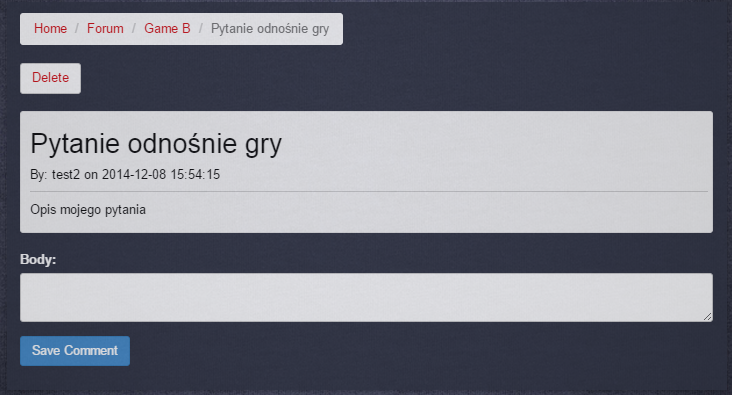 Home / Forum / Game B / Pytanie odnośnie gry
Delete
Pytanie odnośnie gry
By: test2 on 2014-12-08 15:54:15
Opis mojego pytania
Body:
Save Comment